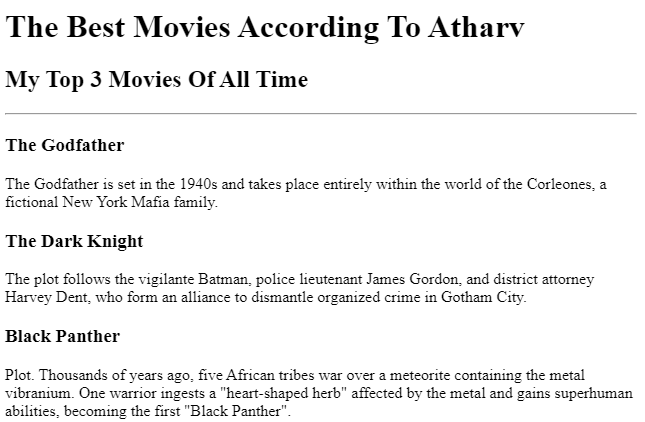 The Best Movies According To Atharv
My Top 3 Movies Of All Time
The Godfather
The Godfather is set in the 1940s and takes place entirely within the world of the Corleones, a
fictional New York Mafia family.
The Dark Knight
The plot follows the vigilante Batman, police lieutenant James Gordon, and district attorney
Harvey Dent, who form an alliance to dismantle organized crime in Gotham City.
Black Panther
Plot. Thousands of years ago, five African tribes war over a meteorite containing the metal
vibranium. One warrior ingests a "heart-shaped herb" affected by the metal and gains superhuman
abilities, becoming the first "Black Panther".